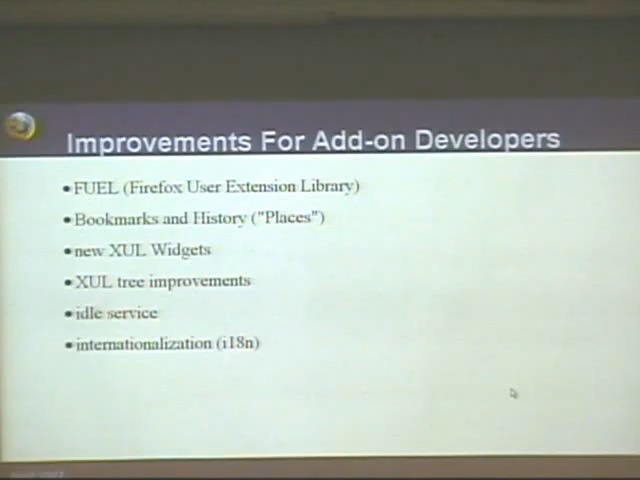 Improvements For Add-on Developers
•FUEL (Firefox User Extension Library)
•Bookmarks and History ("Places")
•new XUL Widgets
•XUL tree improvements
•idle service
•internationalization (i18n)